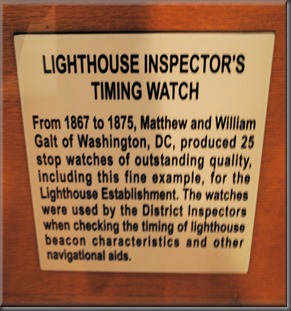 LIGHTHOUSE INSPECTOR'S
TIMING WATCH
From 1867 to 1875, Matthew and William
Galt of Washington, DC, produced 25
stop watches of outstanding quality,
including this fine example, for the
Lighthouse Establishment. The watches
were used by the District Inspectors
when checking the timing of lighthouse
beacon characteristics and other
navigational aids.